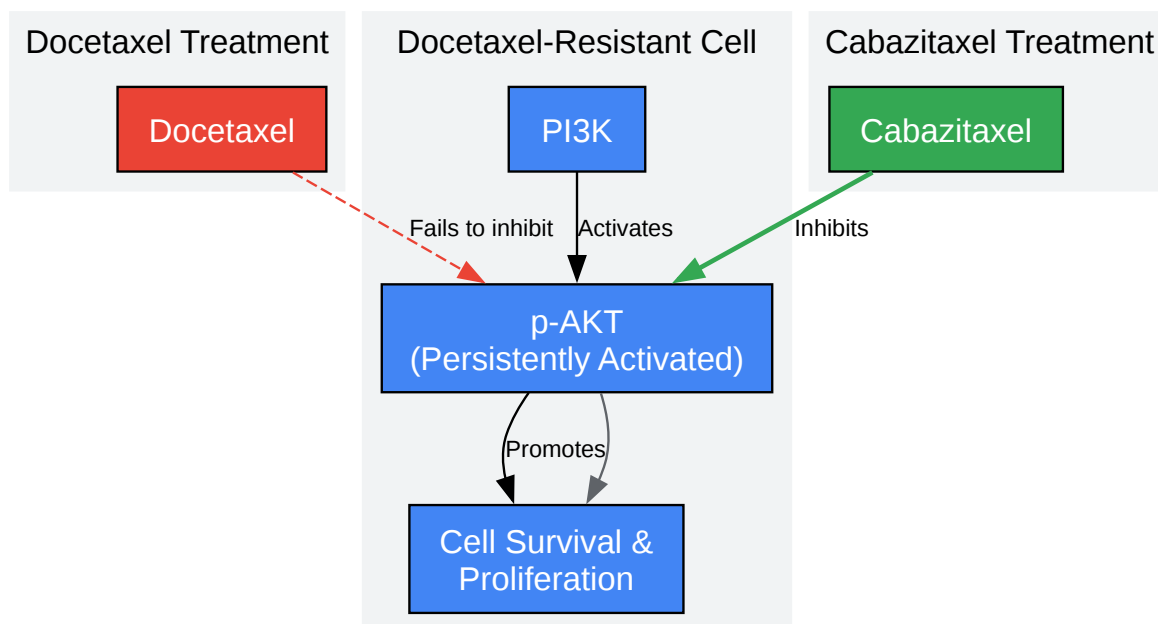 Docetaxel Treatment
Docetaxel-Resistant Cell
Cabazitaxel Treatment
Docetaxel
PI3K
Cabazitaxel
Fails to inhibit
Activates
Inhibits
p-AKT
(Persistently Activated)
Promotes
Cell Survival &
Proliferation